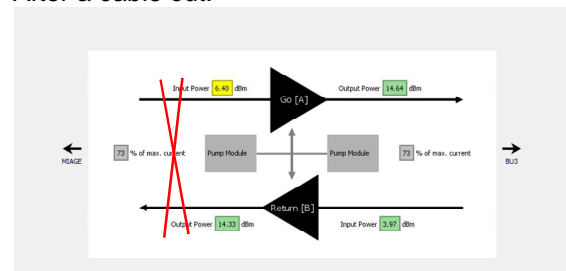 After a cable cut:
Input Power 6.40 dBm
Output Power 14.64 dBm
Go [A]
73 % of max. current
Pump Module
Pump Module
73 % of max. current
MIAGE
BU3
Return [B]
Output Power 14.33 dBm
Input Power 3.97 dBm